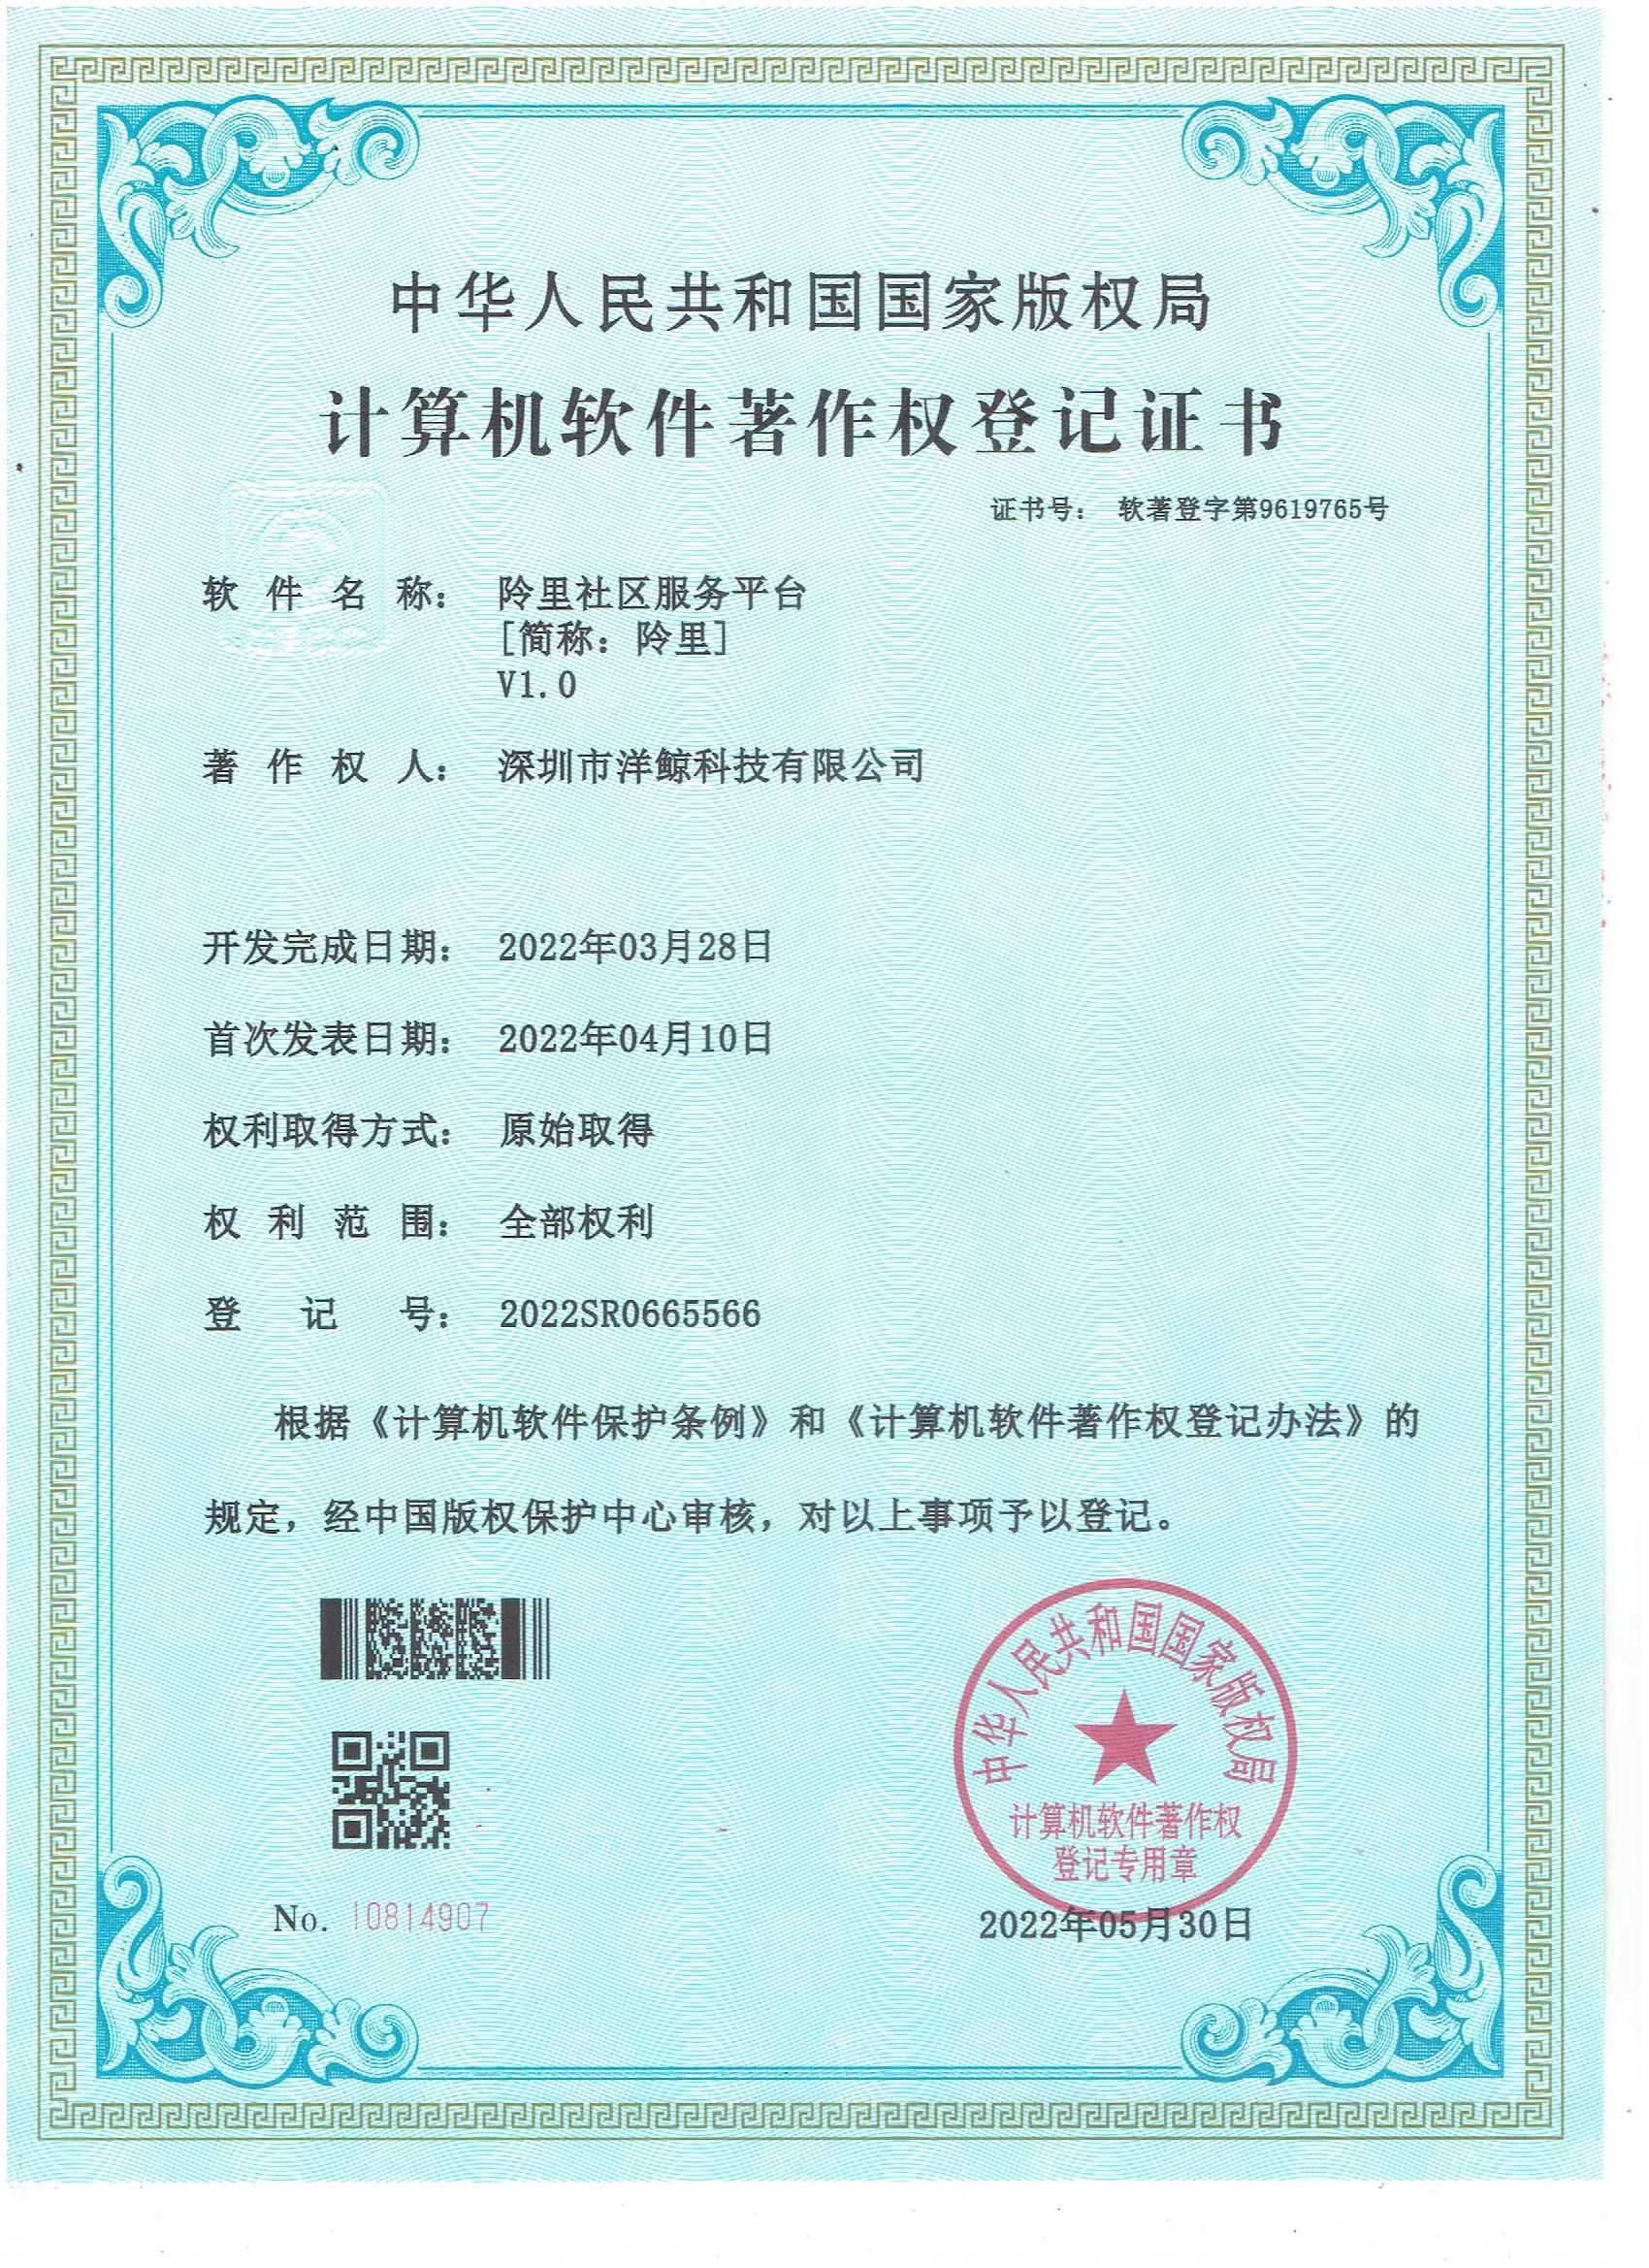 中华人民共和国国家版权局
计算机软件著作权登记证书
证书号： 软著登字第9619765号
软件名称： 阾里社区服务平台
[简称：阾里]
V1.0
著作权人： 深圳市洋鲸科技有限公司
开发完成日期： 2022年03月28日
首次发表日期： 2022年04月10日
权利取得方式： 原始取得
权利范围： 全部权利
登记号： 2022SR0665566
根据《计算机软件保护条例》和《计算机软件著作权登记办法》的
规定，经中国版权保护中心审核，对以上事项予以登记。
中华人民共和国国家版权局
计算机软件著作权
登记专用章
No. 10814907
2022年05月30日